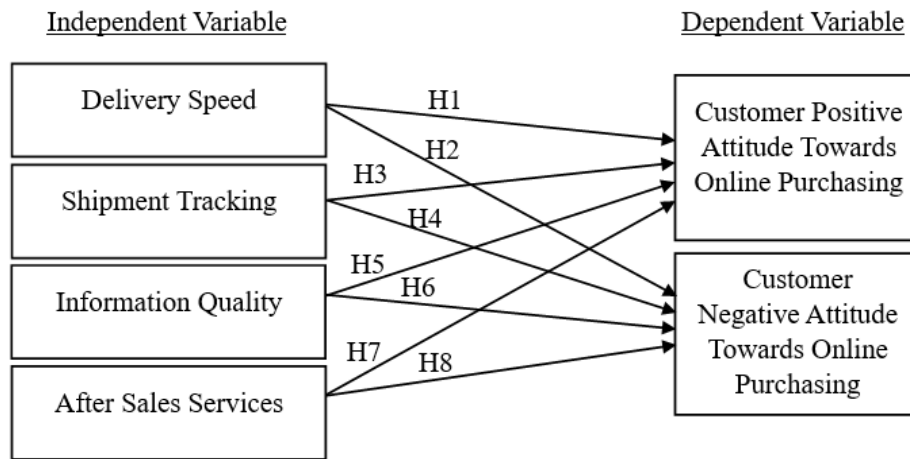 Independent Variable
Dependent Variable
Delivery Speed
Shipment Tracking
Information Quality
After Sales Services
H1
H2
H3
H4
H5
H6
H7
H8
Customer Positive
Attitude Towards
Online Purchasing
Customer
Negative Attitude
Towards Online
Purchasing